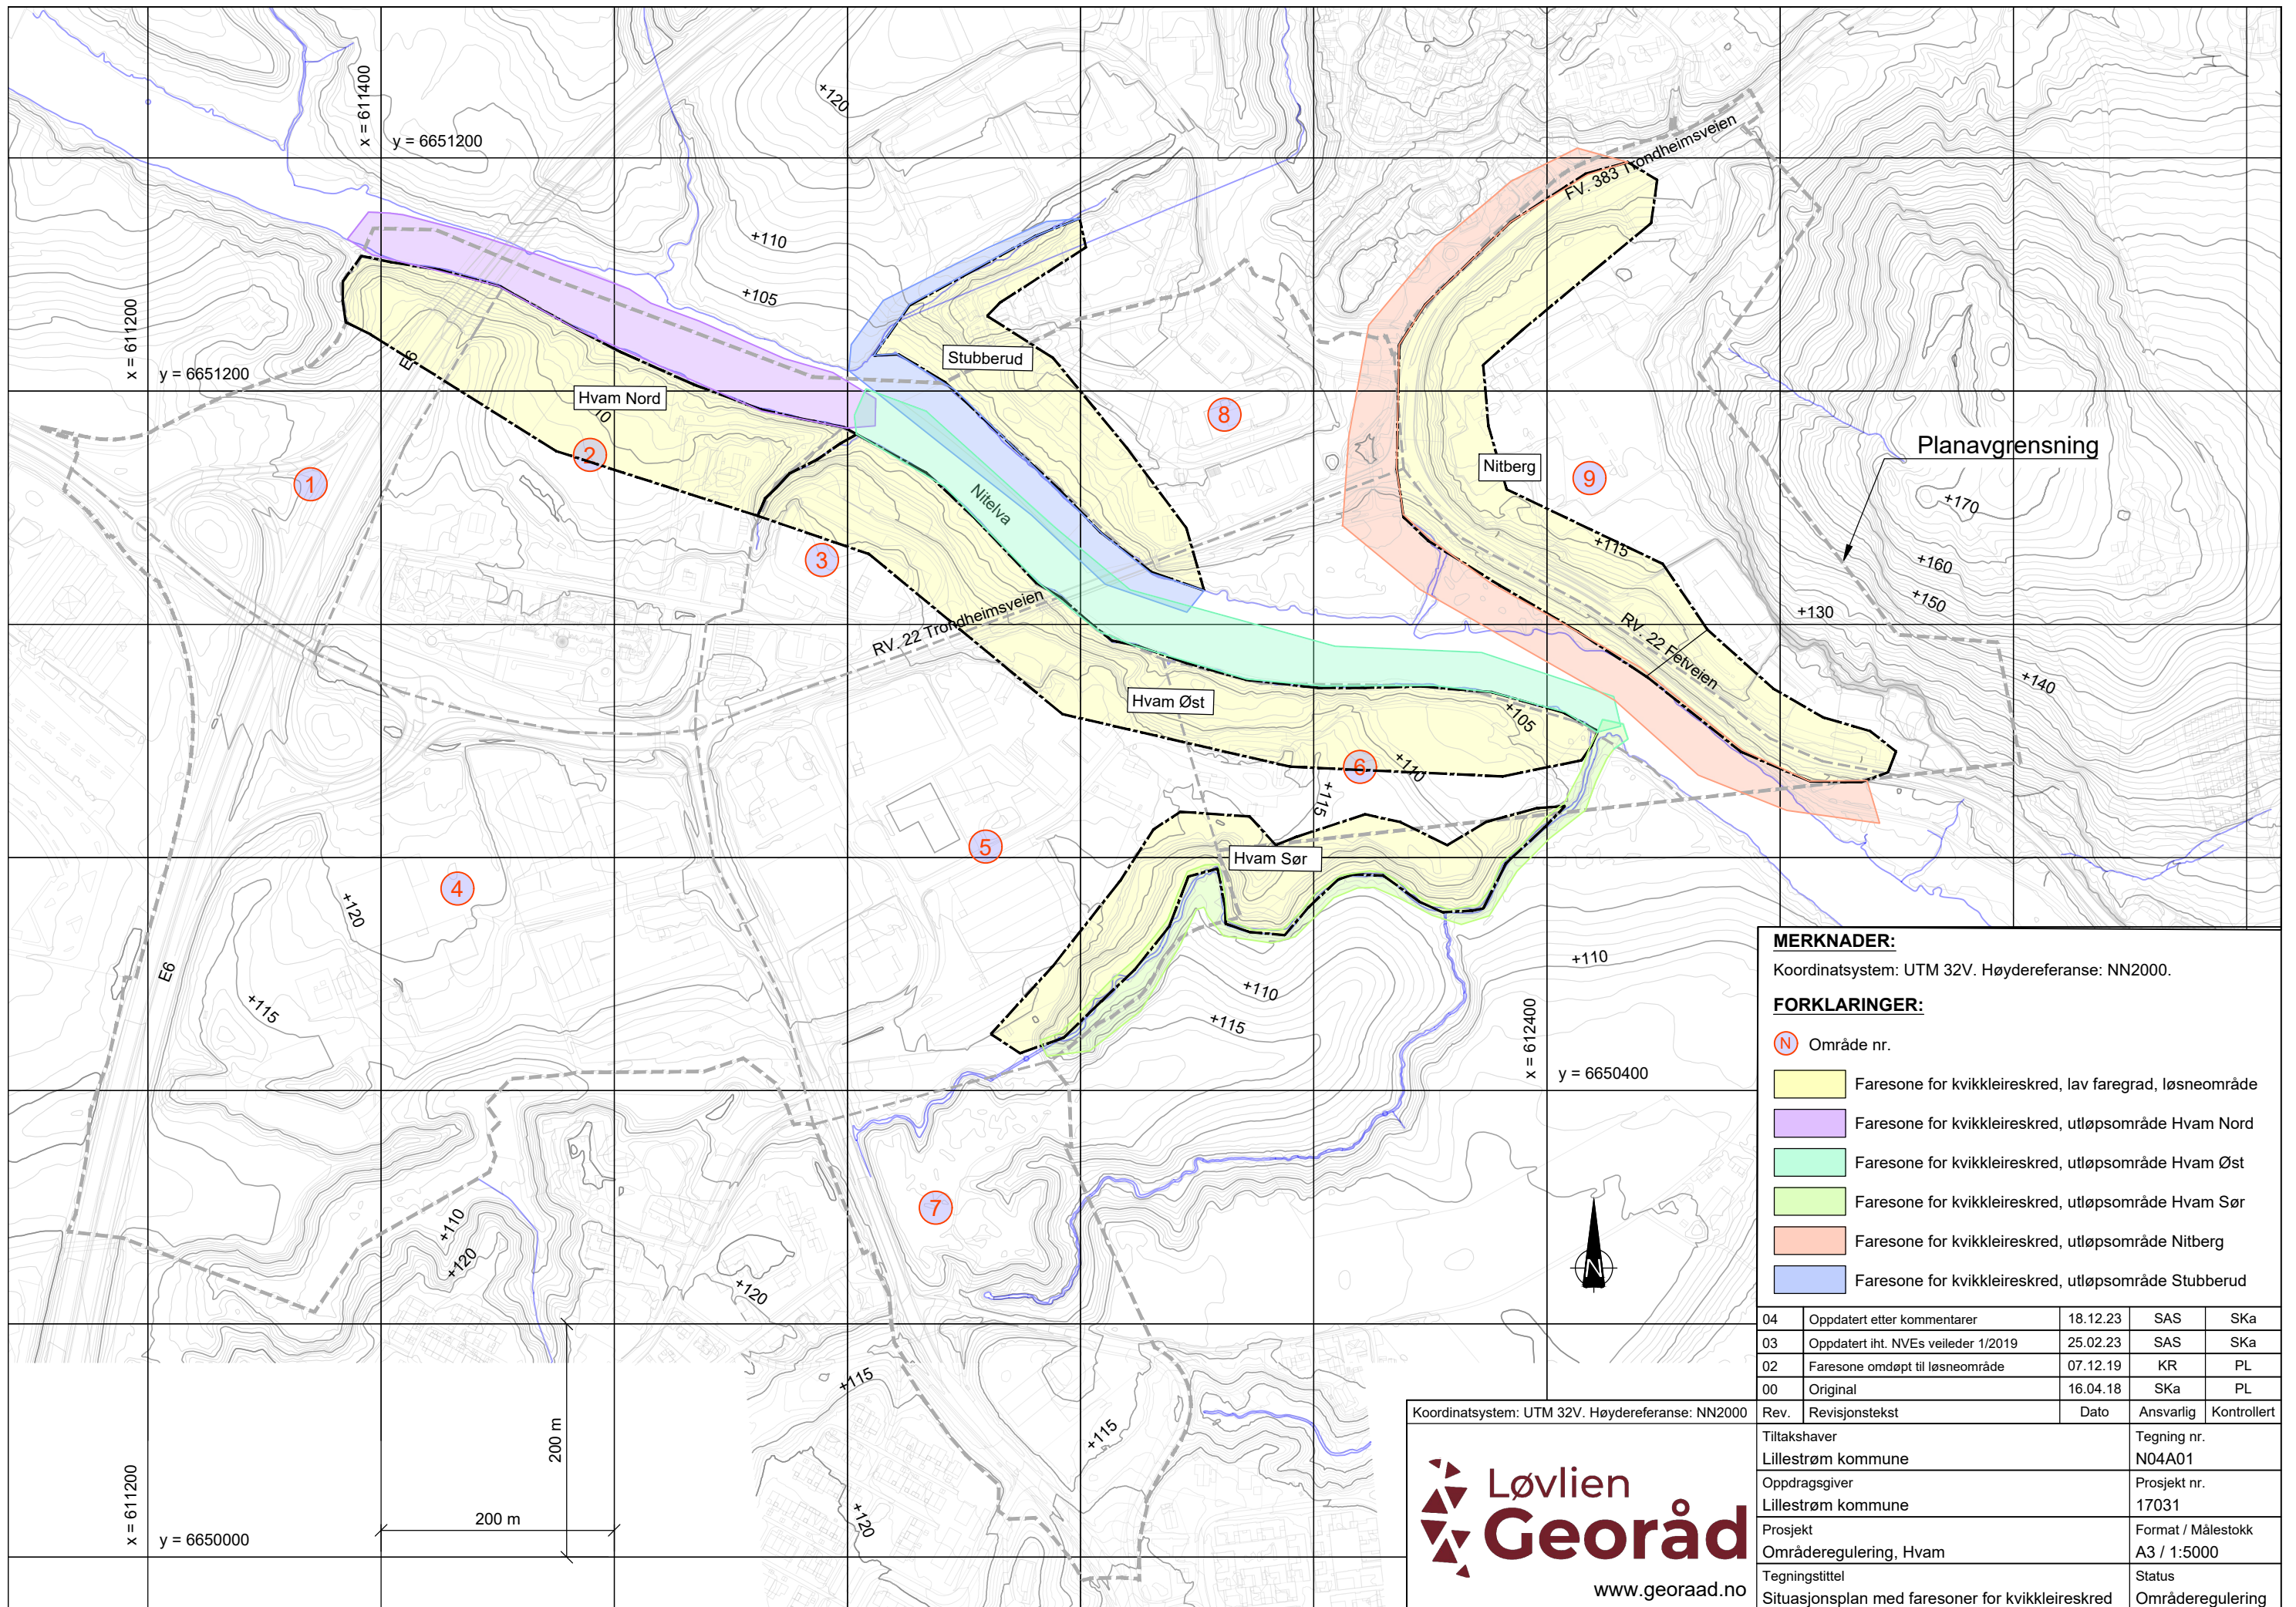 x = 611400
y = 6651200
+120
FV. 383 Trondheimsveien
+110
+105
x = 611200
y = 6651200
E6
Stubberud
Hvam Nord
10
8
Planavgrensning
2
1
Nitberg
9
+170
Nitelva
+115
3
+160
+150
+130
RV. 22 Trondheimsveien
RV. 22 Fetveien
+140
Hvam Øst
+105
6
+110
+115
5
Hvam Sør
4
+120
E6
+115
+110
+110
+115
x = 612400
y = 6650400
7
+110
+120
+120
+115
+115
+120
200 m
200 m
x = 611200
y = 6650000
N
MERKNADER:
Koordinatsystem: UTM 32V. Høydereferanse: NN2000.
FORKLARINGER:
N Område nr.
Faresone for kvikkleireskred, lav faregrad, løsneområde
Faresone for kvikkleireskred, utløpsområde Hvam Nord
Faresone for kvikkleireskred, utløpsområde Hvam Øst
Faresone for kvikkleireskred, utløpsområde Hvam Sør
Faresone for kvikkleireskred, utløpsområde Nitberg
Faresone for kvikkleireskred, utløpsområde Stubberud
04 Oppdatert etter kommentarer 18.12.23 SAS SKa
03 Oppdatert iht. NVEs veileder 1/2019 25.02.23 SAS SKa
02 Faresone omdøpt til løsneområde 07.12.19 KR PL
00 Original 16.04.18 SKa PL
Rev. Revisjonstekst Dato Ansvarlig Kontrollert
Koordinatsystem: UTM 32V. Høydereferanse: NN2000
Løvlien
Georåd
www.georaad.no
Tiltakshaver Tegning nr.
Lillestrøm kommune N04A01
Oppdragsgiver Prosjekt nr.
Lillestrøm kommune 17031
Prosjekt Format / Målestokk
Områderegulering, Hvam A3 / 1:5000
Tegningstittel Status
Situasjonsplan med faresoner for kvikkleireskred Områderegulering